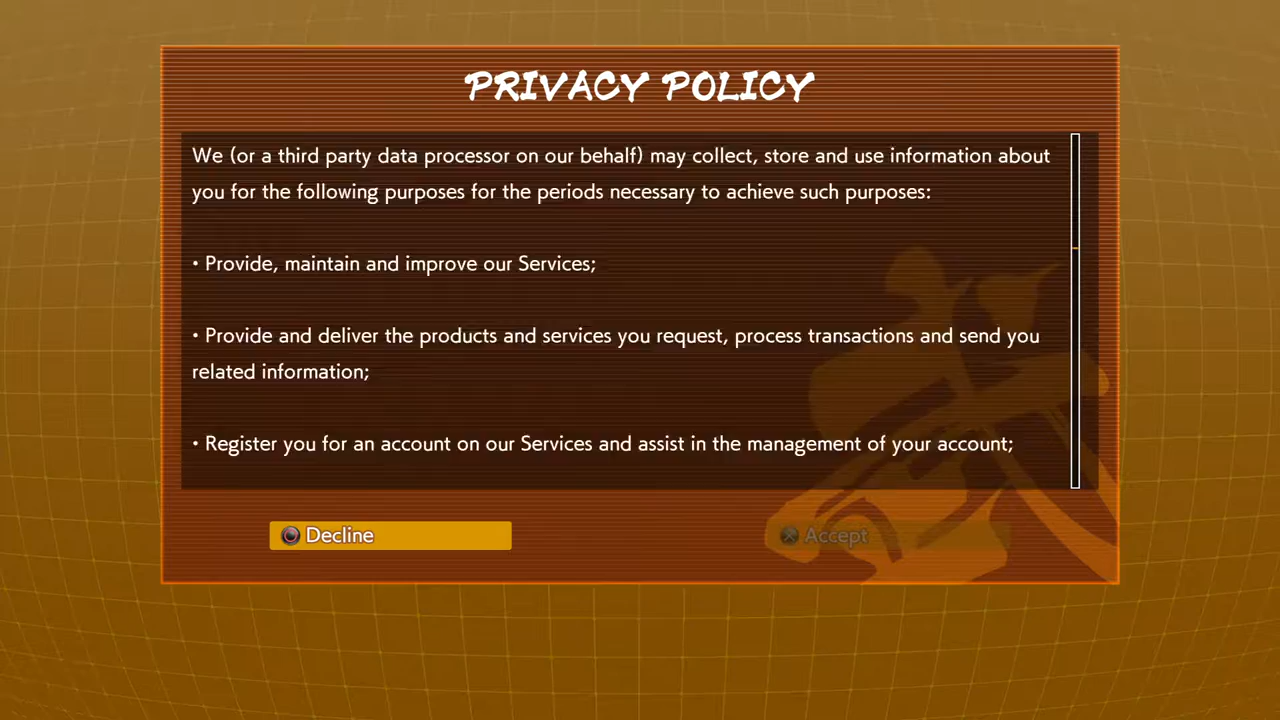 PRIVACY POLICY
We (or a third party data processor on our behalf) may collect, store and use information about
you for the following purposes for the periods necessary to achieve such purposes:
• Provide, maintain and improve our Services;
• Provide and deliver the products and services you request, process transactions and send you
related information;
• Register you for an account on our Services and assist in the management of your account;
Decline
Accept